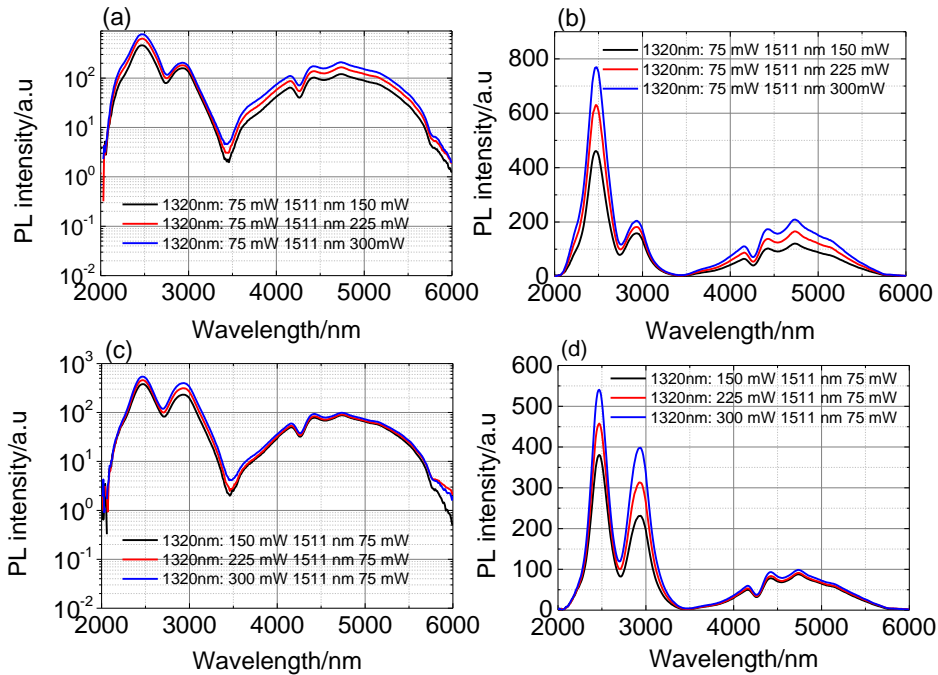 (a)
PL intensity/a.u
10^2
10^1
10^0
10^-1
10^-2
1320nm: 75 mW 1511 nm 150 mW
1320nm: 75 mW 1511 nm 225 mW
1320nm: 75 mW 1511 nm 300mW
2000 3000 4000 5000 6000
Wavelength/nm
(b)
PL intensity/a.u
800
600
400
200
0
1320nm: 75 mW 1511 nm 150 mW
1320nm: 75 mW 1511 nm 225 mW
1320nm: 75 mW 1511 nm 300mW
2000 3000 4000 5000 6000
Wavelength/nm
(c)
PL intensity/a.u
10^3
10^2
10^1
10^0
10^-1
10^-2
1320nm: 150 mW 1511 nm 75 mW
1320nm: 225 mW 1511 nm 75 mW
1320nm: 300 mW 1511 nm 75 mW
2000 3000 4000 5000 6000
Wavelength/nm
(d)
PL intensity/a.u
600
500
400
300
200
100
0
1320nm: 150 mW 1511 nm 75 mW
1320nm: 225 mW 1511 nm 75 mW
1320nm: 300 mW 1511 nm 75 mW
2000 3000 4000 5000 6000
Wavelength/nm